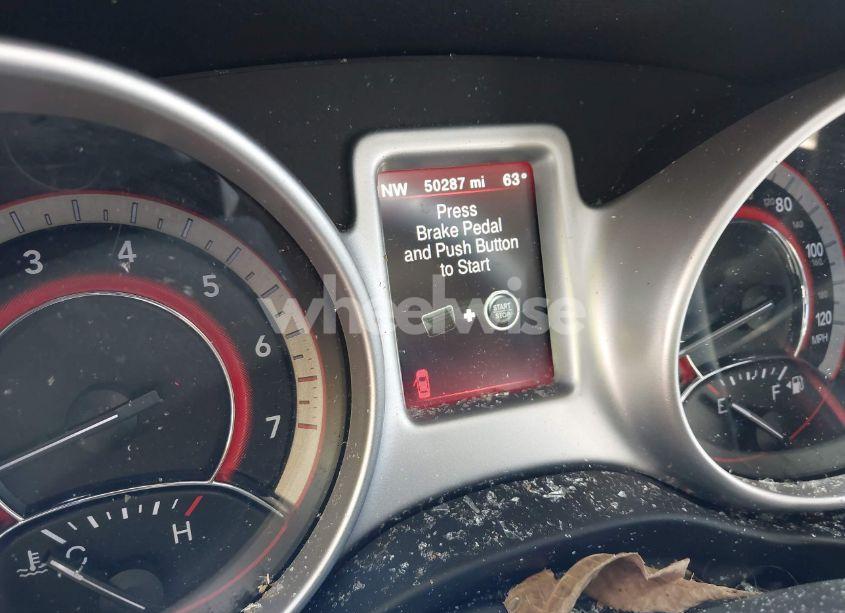 NW 50287 mi 63°
Press
Brake Pedal
and Push Button
to Start
START
STOP
wheelwise
3 4 5 6 7
C H
80
100
120
MPH
E F